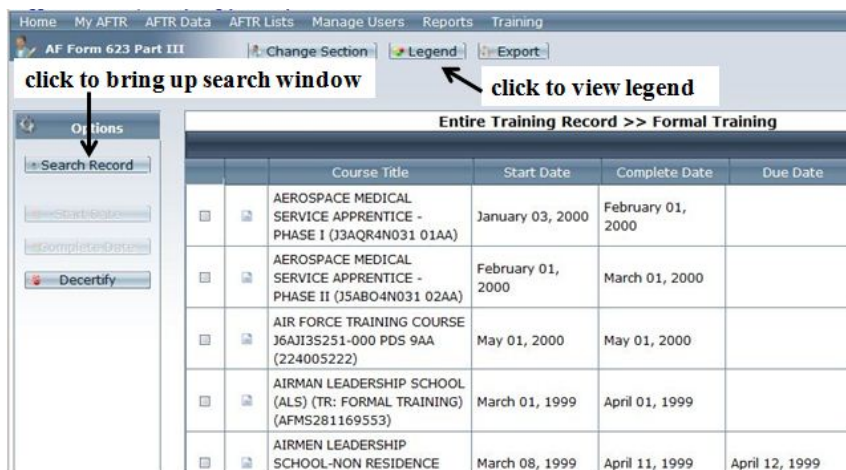 Home My AFTR AFTR Data AFTR Lists Manage Users Reports Training
AF Form 623 Part III Change Section Legend Export
click to bring up search window
click to view legend
Options
Entire Training Record >> Formal Training
Search Record
Course Title Start Date Complete Date Due Date
Start Date
Complete Date
Decertify
AEROSPACE MEDICAL
SERVICE APPRENTICE -
PHASE I (J3AQR4N031 01AA)
January 03, 2000
February 01,
2000
AEROSPACE MEDICAL
SERVICE APPRENTICE -
PHASE II (J5ABO4N031 02AA)
February 01,
2000
March 01, 2000
AIR FORCE TRAINING COURSE
J6AJI3S251-000 PDS 9AA
(224005222)
May 01, 2000
May 01, 2000
AIRMAN LEADERSHIP SCHOOL
(ALS) (TR: FORMAL TRAINING)
(AFMS281169553)
March 01, 1999
April 01, 1999
AIRMEN LEADERSHIP
SCHOOL-NON RESIDENCE
March 08, 1999
April 11, 1999
April 12, 1999